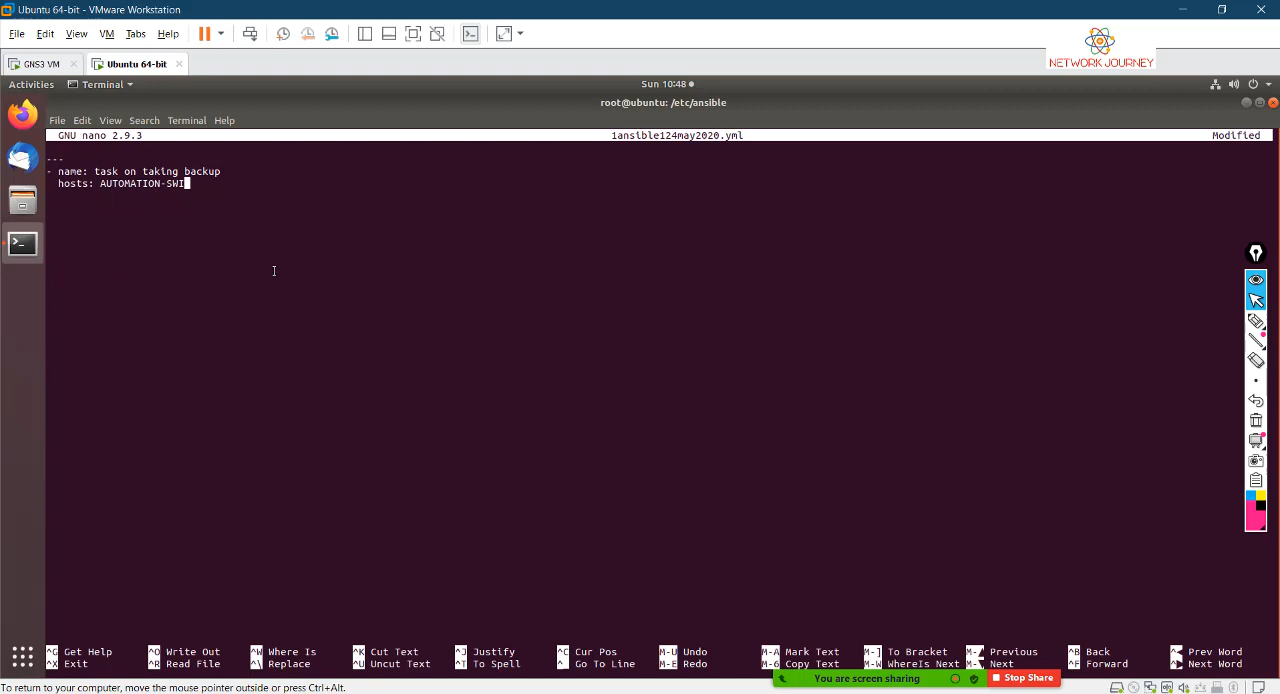 Ubuntu 64-bit - VMware Workstation
File Edit View VM Tabs Help
NETWORK JOURNEY
GNS3 VM Ubuntu 64-bit
Activities Terminal Sun 10:48
root@ubuntu: /etc/ansible
File Edit View Search Terminal Help
GNU nano 2.9.3 1ansible124may2020.yml Modified
---
- name: task on taking backup
hosts: AUTOMATION-SWI
^G Get Help ^O Write Out ^W Where Is ^K Cut Text ^J Justify ^C Cur Pos M-U Undo M-A Mark Text M-] To Bracket M-▲ Previous ^B Back ^◀ Prev Word
^X Exit ^R Read File ^\ Replace ^U Uncut Text ^T To Spell ^_ Go To Line M-E Redo M-6 Copy Text M-W WhereIs Next M-▼ Next ^F Forward ^▶ Next Word
You are screen sharing Stop Share
To return to your computer, move the mouse pointer outside or press Ctrl+Alt.